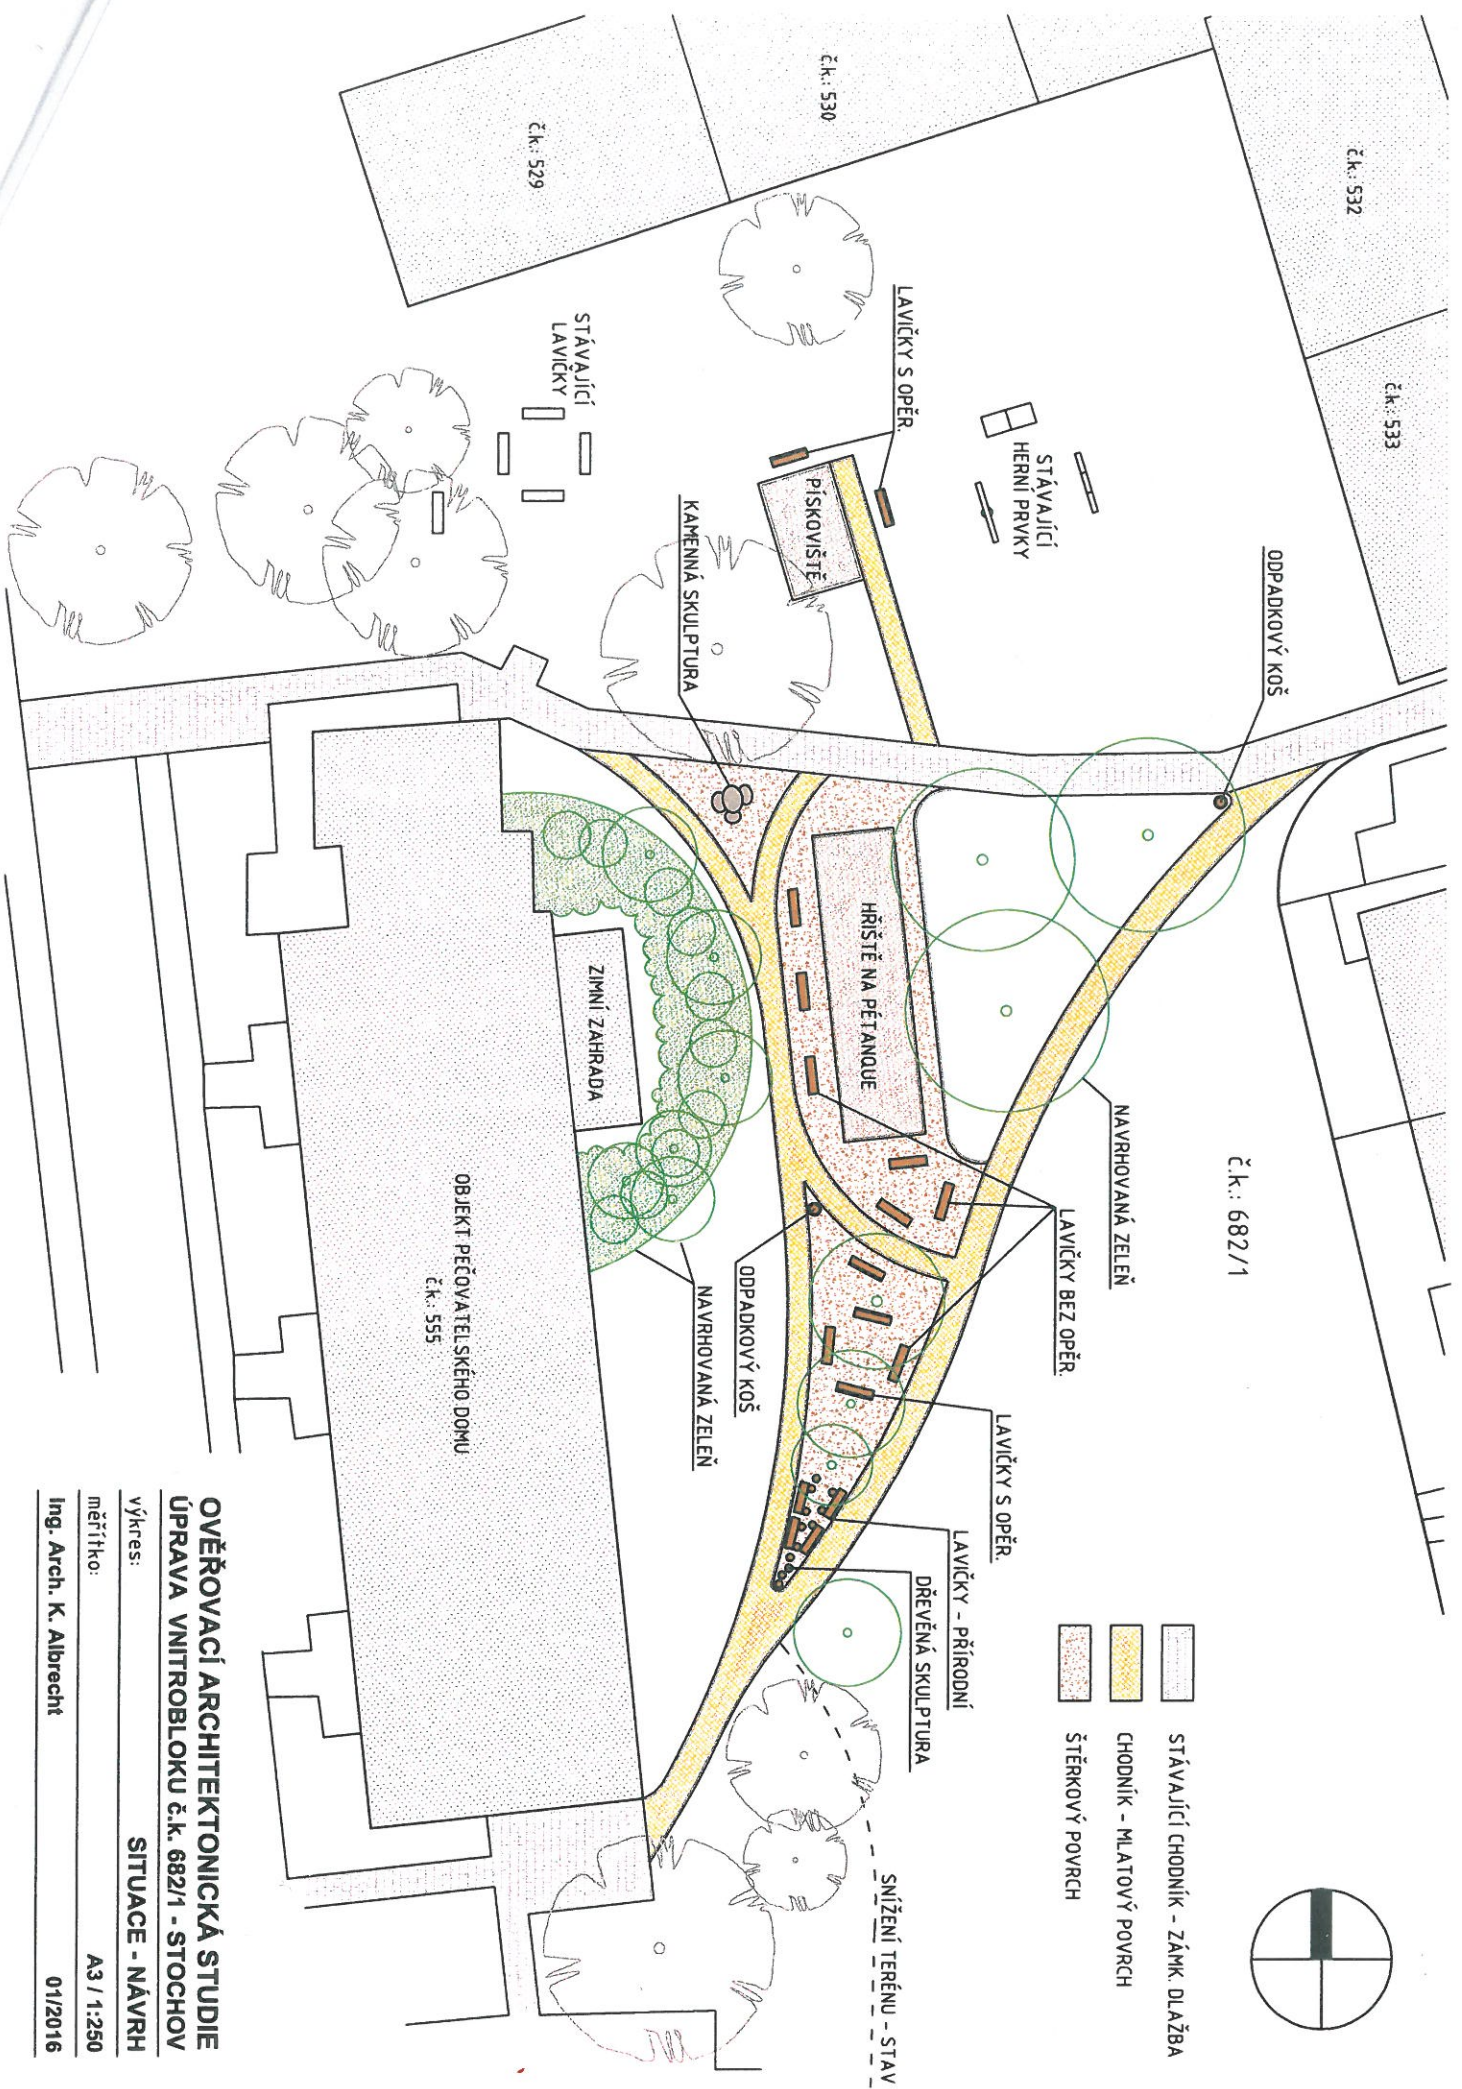 Č.K.: 532
Č.K.: 533
Č.K.: 530
Č.K.: 529
ODPADKOVÝ KOŠ
STÁVAJÍCÍ
HERNÍ PRVKY
LAVIČKY S OPĚR.
PÍSKOVIŠTĚ
STÁVAJÍCÍ
LAVIČKY
KAMENNÁ SKULPTURA
Č.K.: 682/1
NAVRHOVANÁ ZELEŇ
LAVIČKY BEZ OPĚR.
HŘIŠTĚ NA PÉTANQUE
ZIMNÍ ZAHRADA
ODPADKOVÝ KOŠ
NAVRHOVANÁ ZELEŇ
OBJEKT PEČOVATELSKÉHO DOMU
Č.K.: 555
LAVIČKY S OPĚR.
LAVIČKY - PŘÍRODNÍ
DŘEVĚNÁ SKULPTURA
SNÍŽENÍ TERÉNU - STAV
STÁVAJÍCÍ CHODNÍK - ZÁMK. DLAŽBA
CHODNÍK - MLATOVÝ POVRCH
ŠTĚRKOVÝ POVRCH
OVĚŘOVACÍ ARCHITEKTONICKÁ STUDIE
ÚPRAVA VNITROBLOKU č.k. 682/1 - STOCHOV
výkres: SITUACE - NÁVRH
měřítko: A3 / 1:250
Ing. Arch. K. Albrecht 01/2016